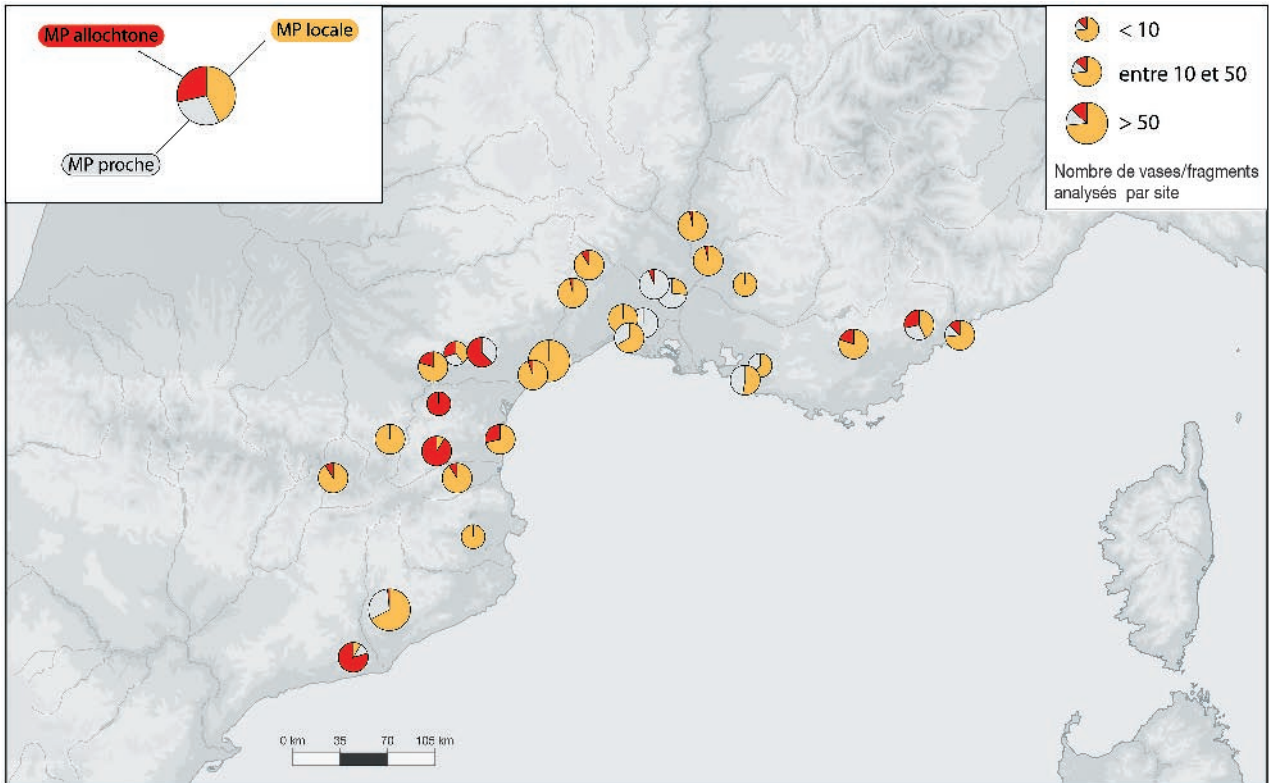 MP allochtone
MP locale
MP proche
< 10
entre 10 et 50
> 50
Nombre de vases/fragments
analysés par site
0 km 35 70 105 km